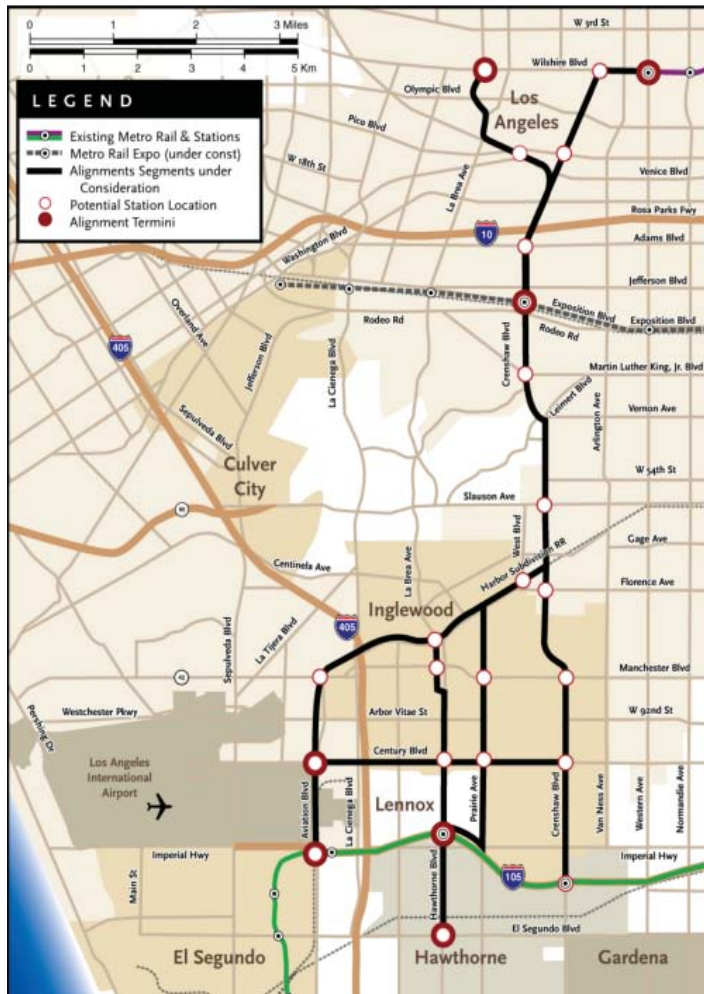 0 1 2 3 Miles
0 1 2 3 4 5 Km
LEGEND
Existing Metro Rail & Stations
Metro Rail Expo (under const)
Alignments Segments under
Consideration
Potential Station Location
Alignment Termini
W 3rd St
Wilshire Blvd
Olympic Blvd
Los
Angeles
Pico Blvd
W 18th St
La Brea Ave
Venice Blvd
Rosa Parks Fwy
10
Adams Blvd
Washington Blvd
Jefferson Blvd
Exposition Blvd
Exposition Blvd
Rodeo Rd
Rodeo Rd
Overland Ave
405
Jefferson Blvd
La Cienega Blvd
Crenshaw Blvd
Martin Luther King, Jr. Blvd
Leimert Blvd
Vernon Ave
Arlington Ave
Sepulveda Blvd
Culver
City
W 54th St
Slauson Ave
90
West Blvd
Gage Ave
Harbor Subdivision RR
Centinela Ave
La Brea Ave
Florence Ave
Inglewood
405
La Tijera Blvd
Sepulveda Blvd
42
Manchester Blvd
Pershing Dr
Westchester Pkwy
Arbor Vitae St
W 92nd St
Century Blvd
Los Angeles
International
Airport
Aviation Blvd
La Cienega Blvd
Lennox
Prairie Ave
Crenshaw Blvd
Van Ness Ave
Western Ave
Normandie Ave
Imperial Hwy
Imperial Hwy
Main St
Hawthorne Blvd
105
El Segundo Blvd
El Segundo
Hawthorne
Gardena